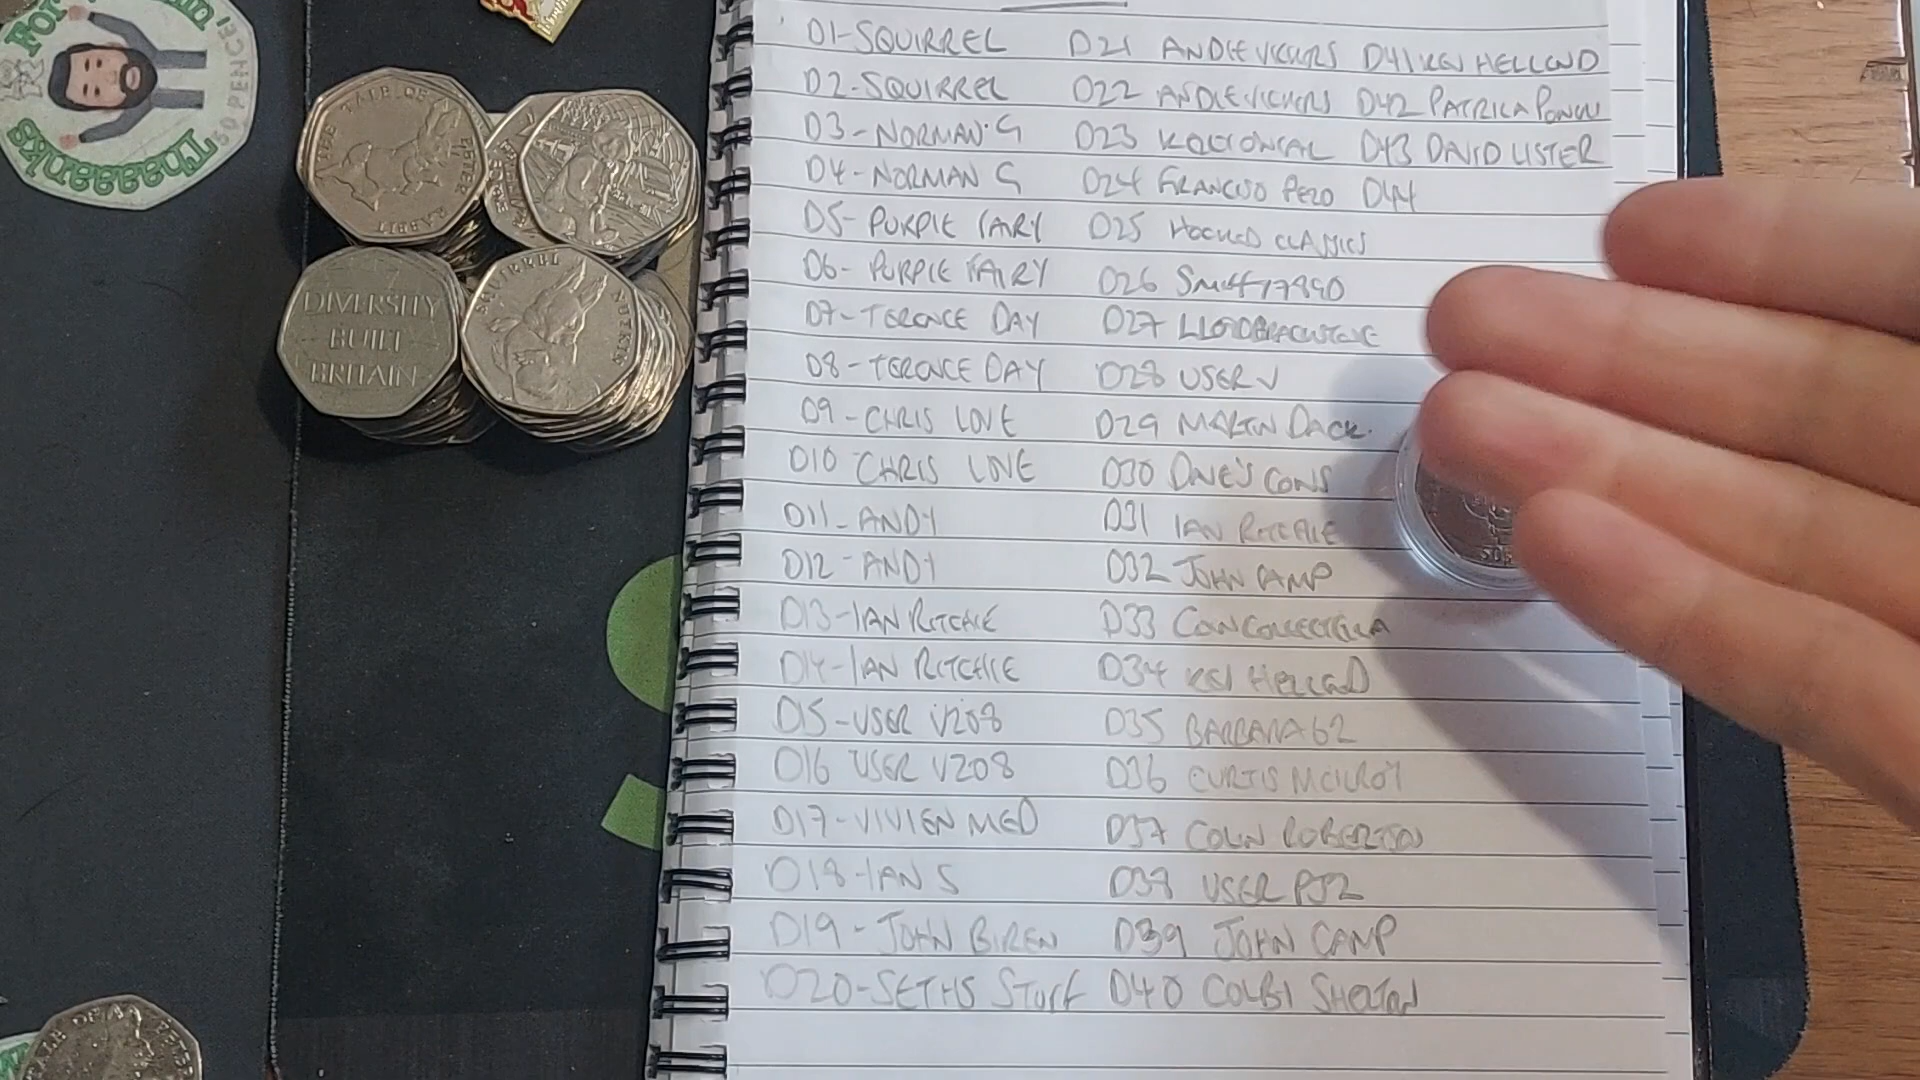 D1-SQUIRREL D21 ANDIE VICKERS D41 KEN HELLAND
D2-SQUIRREL D22 ANDIE VICKERS D42 PATRICA
D3-NORMAN.G D23 D43 DAVID LISTER
D4-NORMAN G D24 D44
D5-PURPLE FAIRY D25 HOOKED CLASSICS
D6-PURPLE FAIRY D26
D7-TERENCE DAY D27
D8-TERENCE DAY D28 USER V
D9-CHRIS LOVE D29 MARTIN
D10 CHRIS LOVE D30 DAVE'S COINS
D11-ANDY D31 IAN RITCHIE
D12-ANDY D32 JOHN CAMP
D13-IAN RITCHIE D33
D14-IAN RITCHIE D34 KEN HELLAND
D15-USER V208 D35 BARBARA62
D16 USER V208 D36 CURTIS MCILROY
D17-VIVIEN MED D37 COLIN ROBERTSON
D18-IAN S D38 USER PJ2
D19-JOHN BIREN D39 JOHN CAMP
D20-SETHS STUFF D40 COLBY SHELTON
Thaaaanks
50 PENCE
THE TALE OF PETER RABBIT
DIVERSITY
BUILT
BRITAIN
SQUIRREL NUTKIN